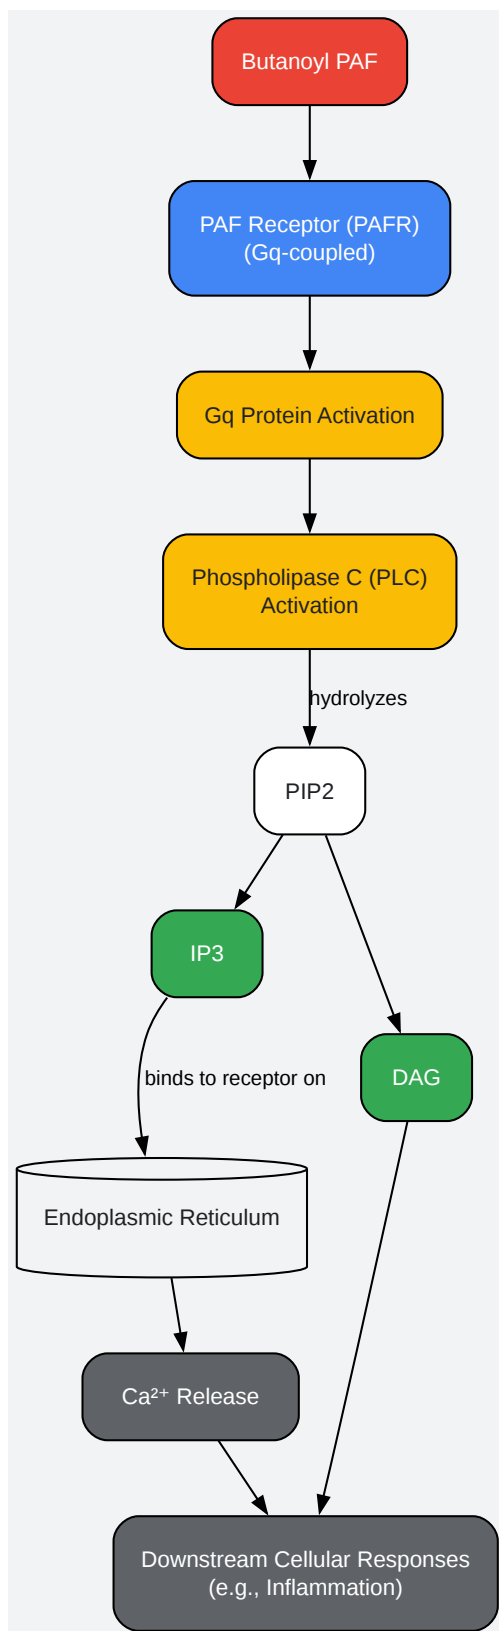 Butanoyl PAF
PAF Receptor (PAFR)
(Gq-coupled)
Gq Protein Activation
Phospholipase C (PLC)
Activation
hydrolyzes
PIP2
IP3
binds to receptor on
DAG
Endoplasmic Reticulum
Ca²⁺ Release
Downstream Cellular Responses
(e.g., Inflammation)